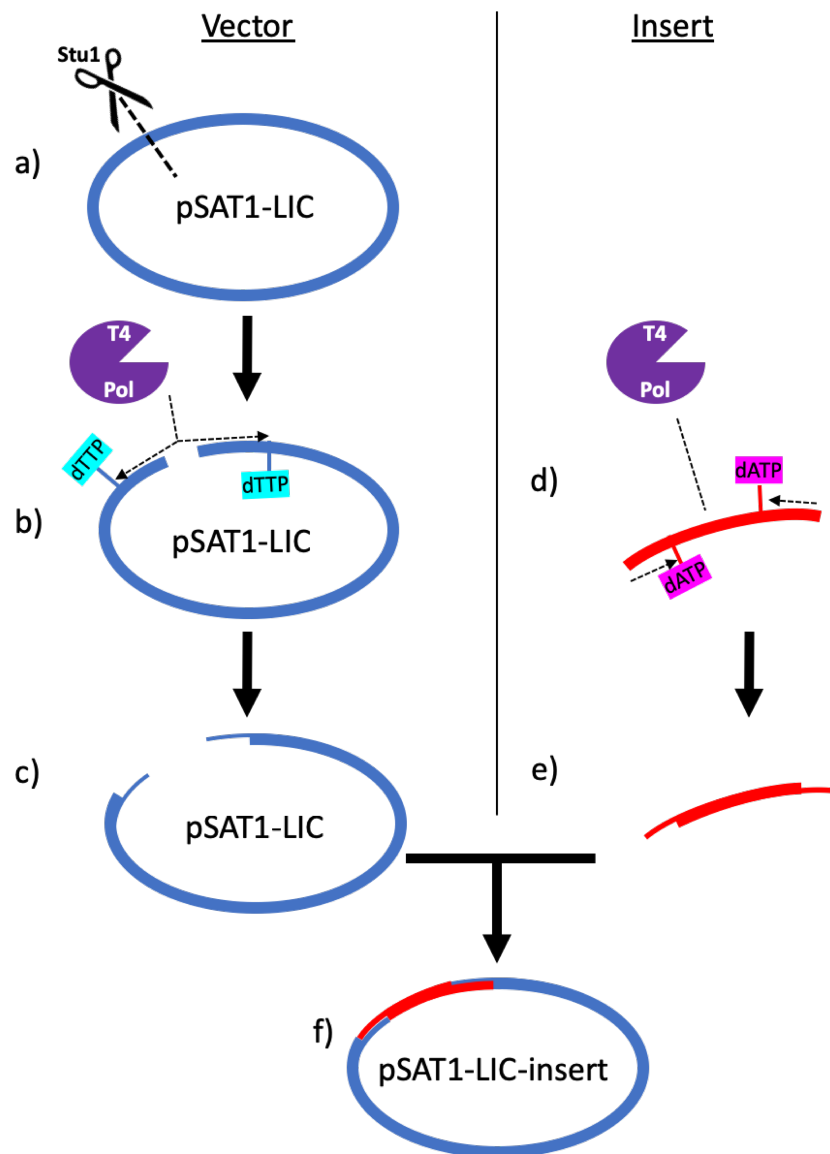 Vector
Insert
Stu1
a)
pSAT1-LIC
T4
Pol
T4
Pol
dTTP
dTTP
dATP
d)
b)
pSAT1-LIC
dATP
c)
e)
pSAT1-LIC
f)
pSAT1-LIC-insert